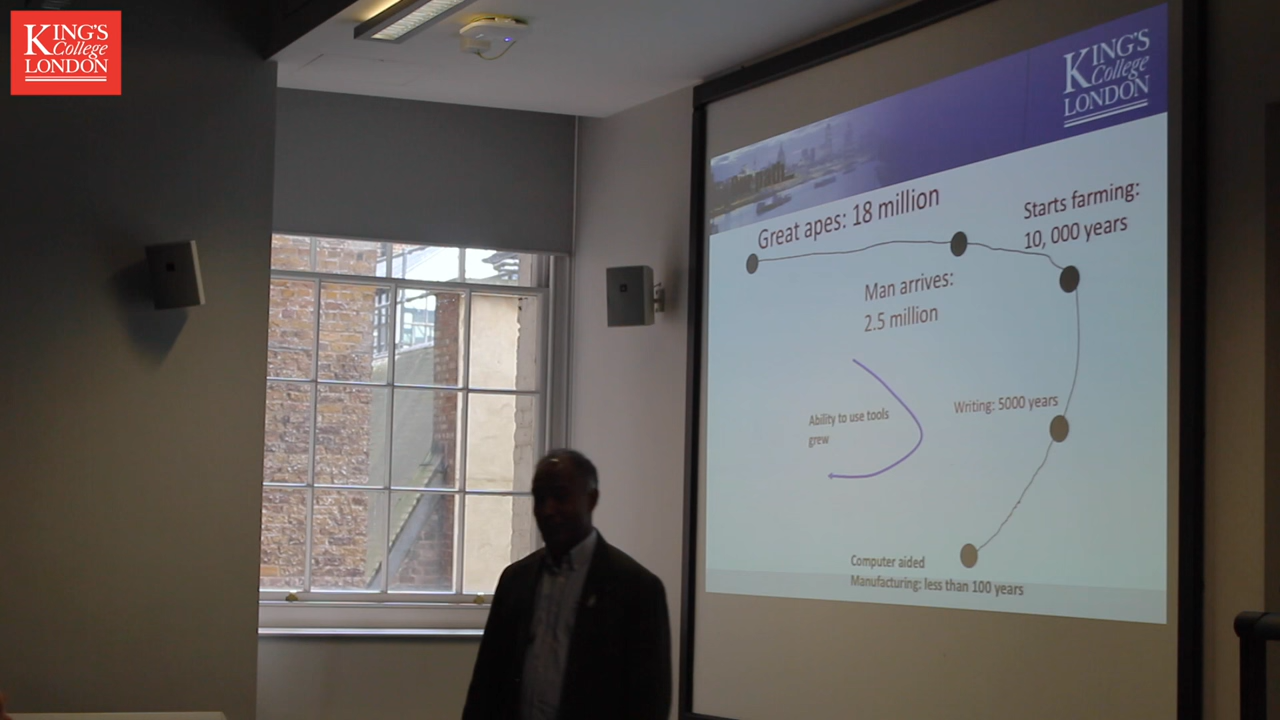 KING'S
College
LONDON
KING'S
College
LONDON
Great apes: 18 million
Starts farming:
10, 000 years
Man arrives:
2.5 million
Ability to use tools
grew
Writing: 5000 years
Computer aided
Manufacturing: less than 100 years